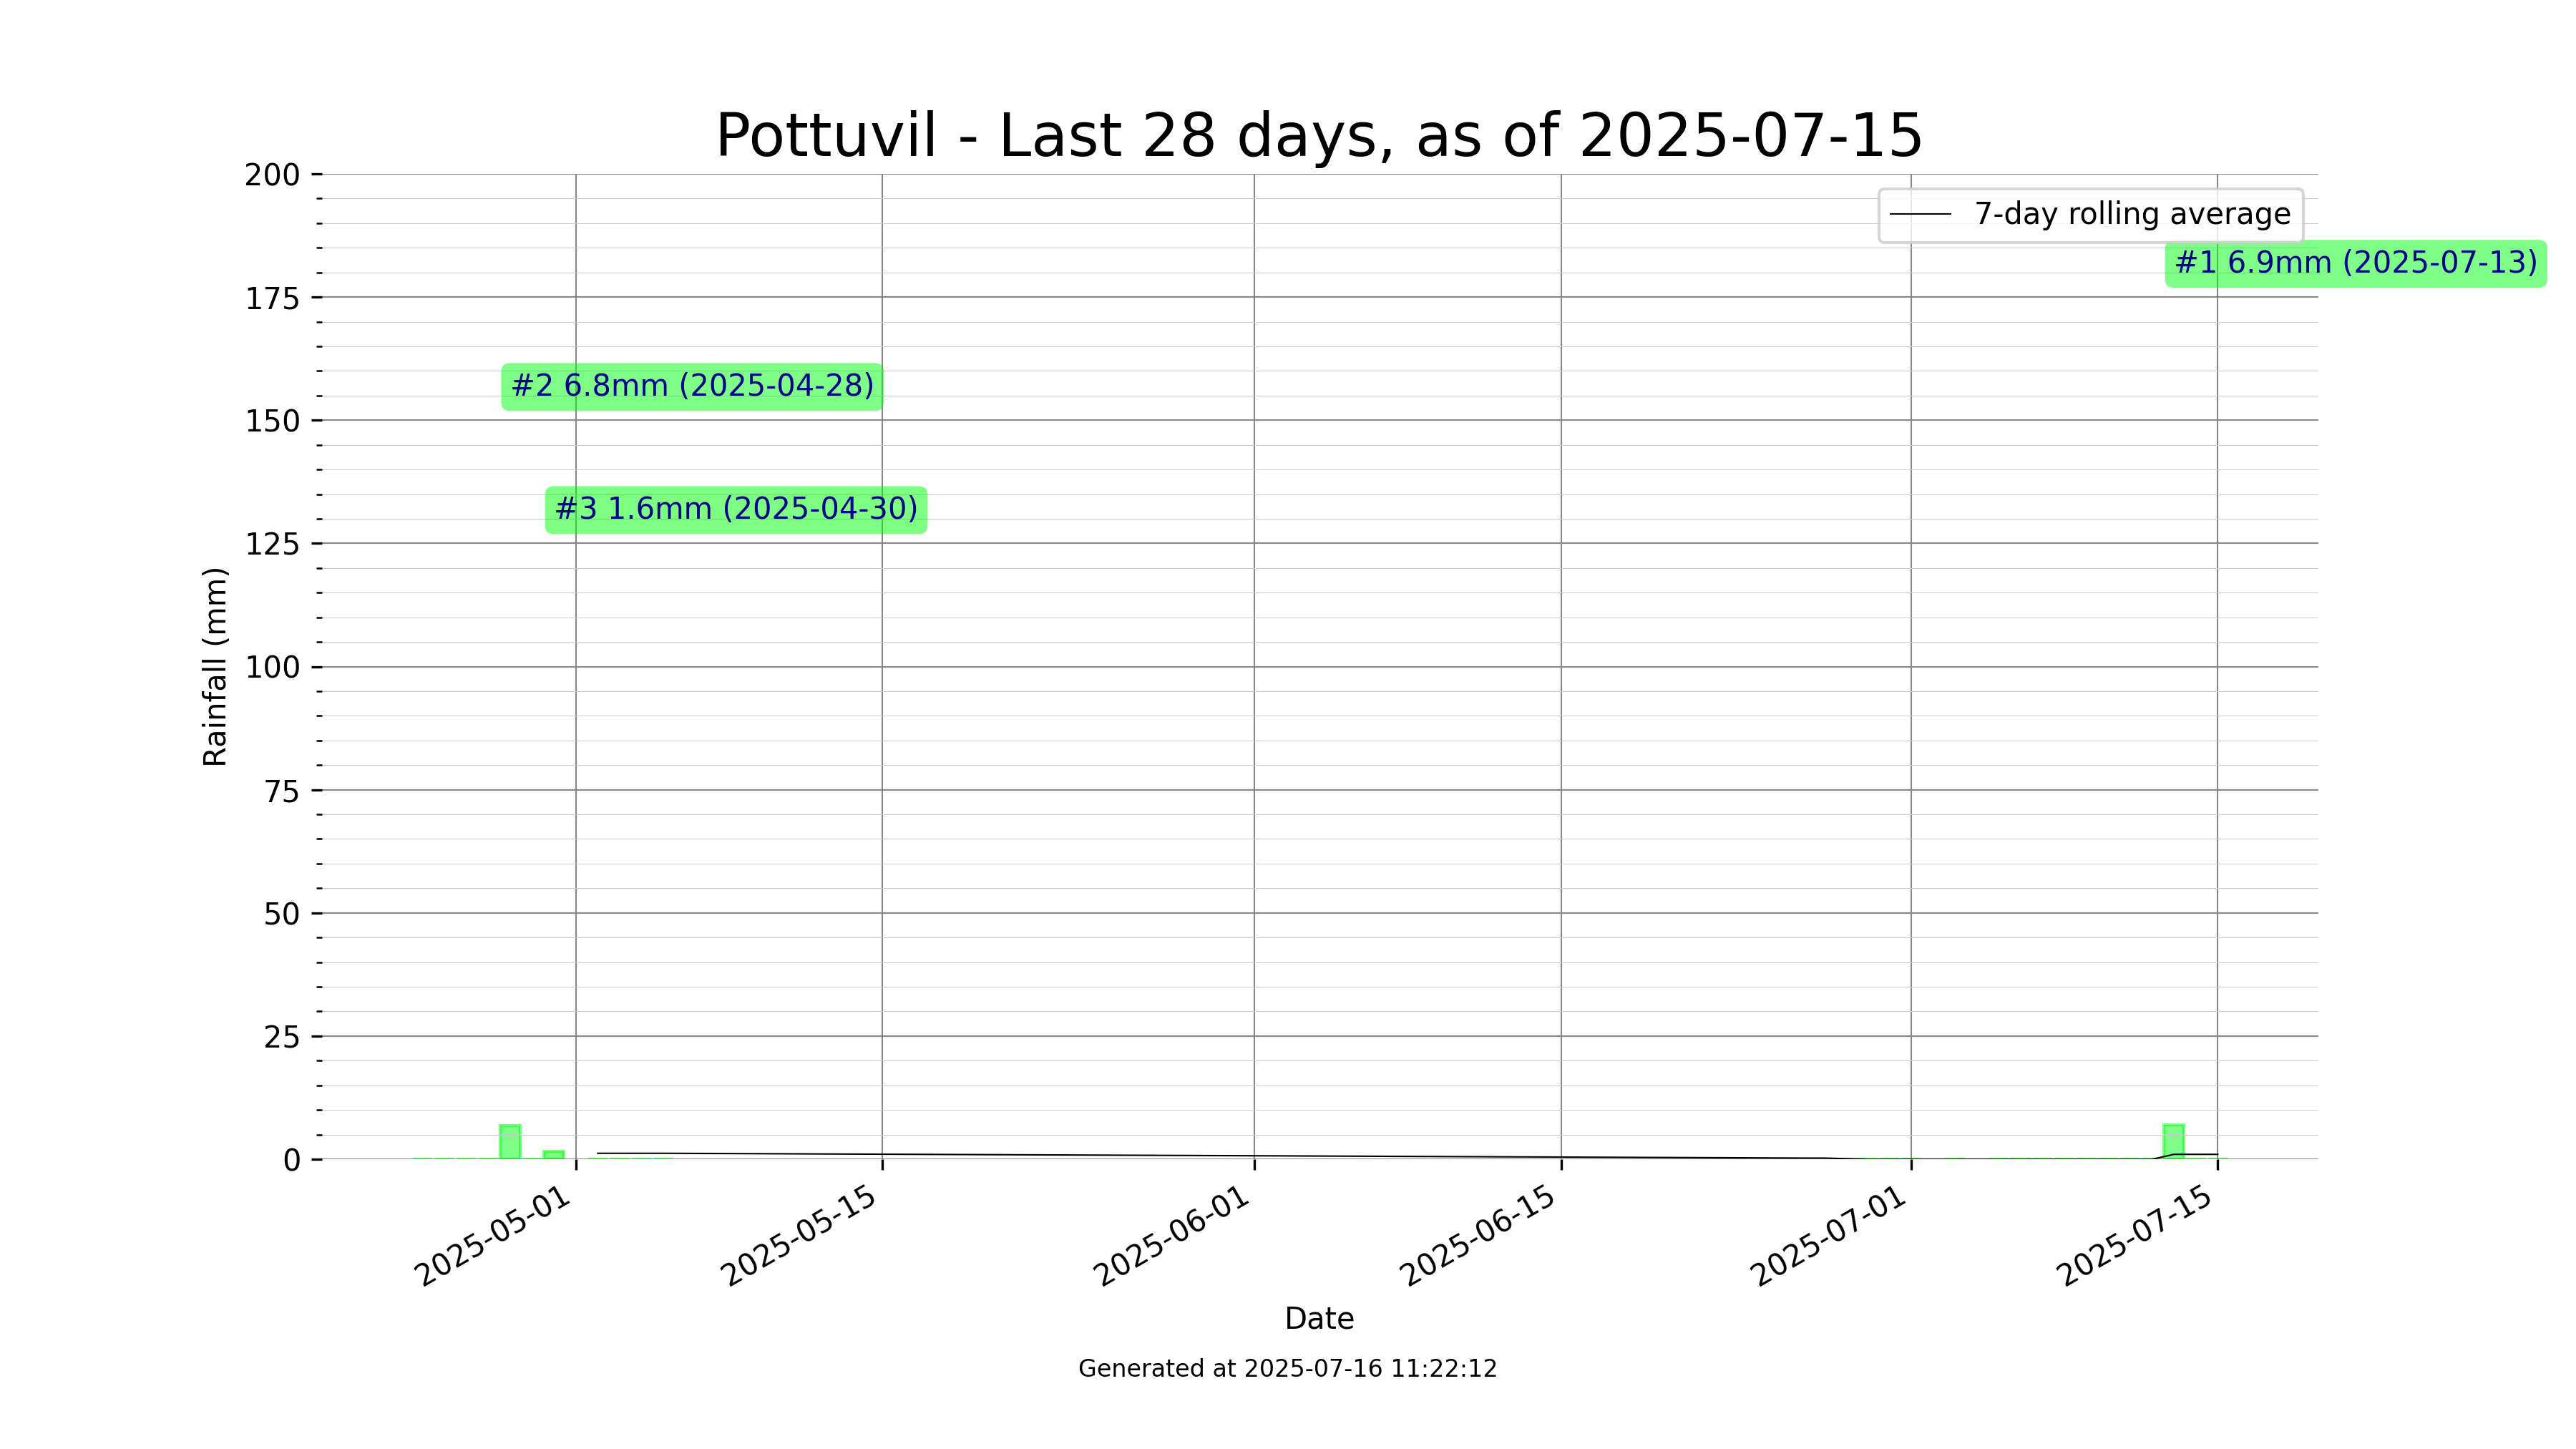 Pottuvil - Last 28 days, as of 2025-07-15
200
175
150
125
100
75
50
25
0
Rainfall (mm)
7-day rolling average
#1 6.9mm (2025-07-13)
#2 6.8mm (2025-04-28)
#3 1.6mm (2025-04-30)
2025-05-01
2025-05-15
2025-06-01
2025-06-15
2025-07-01
2025-07-15
Date
Generated at 2025-07-16 11:22:12